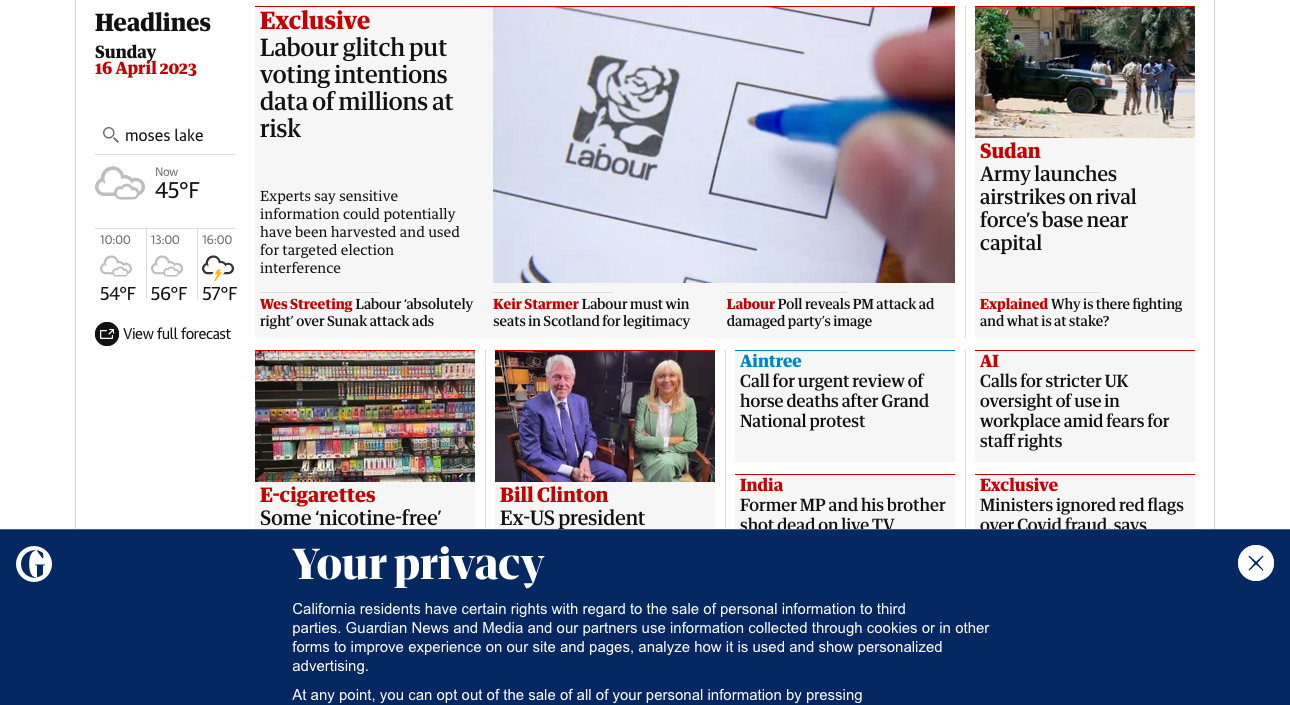 Headlines
Sunday
16 April 2023
moses lake
Now
45°F
10:00
54°F
13:00
56°F
16:00
57°F
View full forecast
Exclusive
Labour glitch put
voting intentions
data of millions at
risk
Experts say sensitive
information could potentially
have been harvested and used
for targeted election
interference
Labour
Wes Streeting Labour ‘absolutely
right’ over Sunak attack ads
Keir Starmer Labour must win
seats in Scotland for legitimacy
Labour Poll reveals PM attack ad
damaged party’s image
Sudan
Army launches
airstrikes on rival
force’s base near
capital
Explained Why is there fighting
and what is at stake?
E-cigarettes
Some ‘nicotine-free’
Bill Clinton
Ex-US president
Aintree
Call for urgent review of
horse deaths after Grand
National protest
India
Former MP and his brother
shot dead on live TV
AI
Calls for stricter UK
oversight of use in
workplace amid fears for
staff rights
Exclusive
Ministers ignored red flags
over Covid fraud, says
Your privacy
California residents have certain rights with regard to the sale of personal information to third
parties. Guardian News and Media and our partners use information collected through cookies or in other
forms to improve experience on our site and pages, analyze how it is used and show personalized
advertising.
At any point, you can opt out of the sale of all of your personal information by pressing